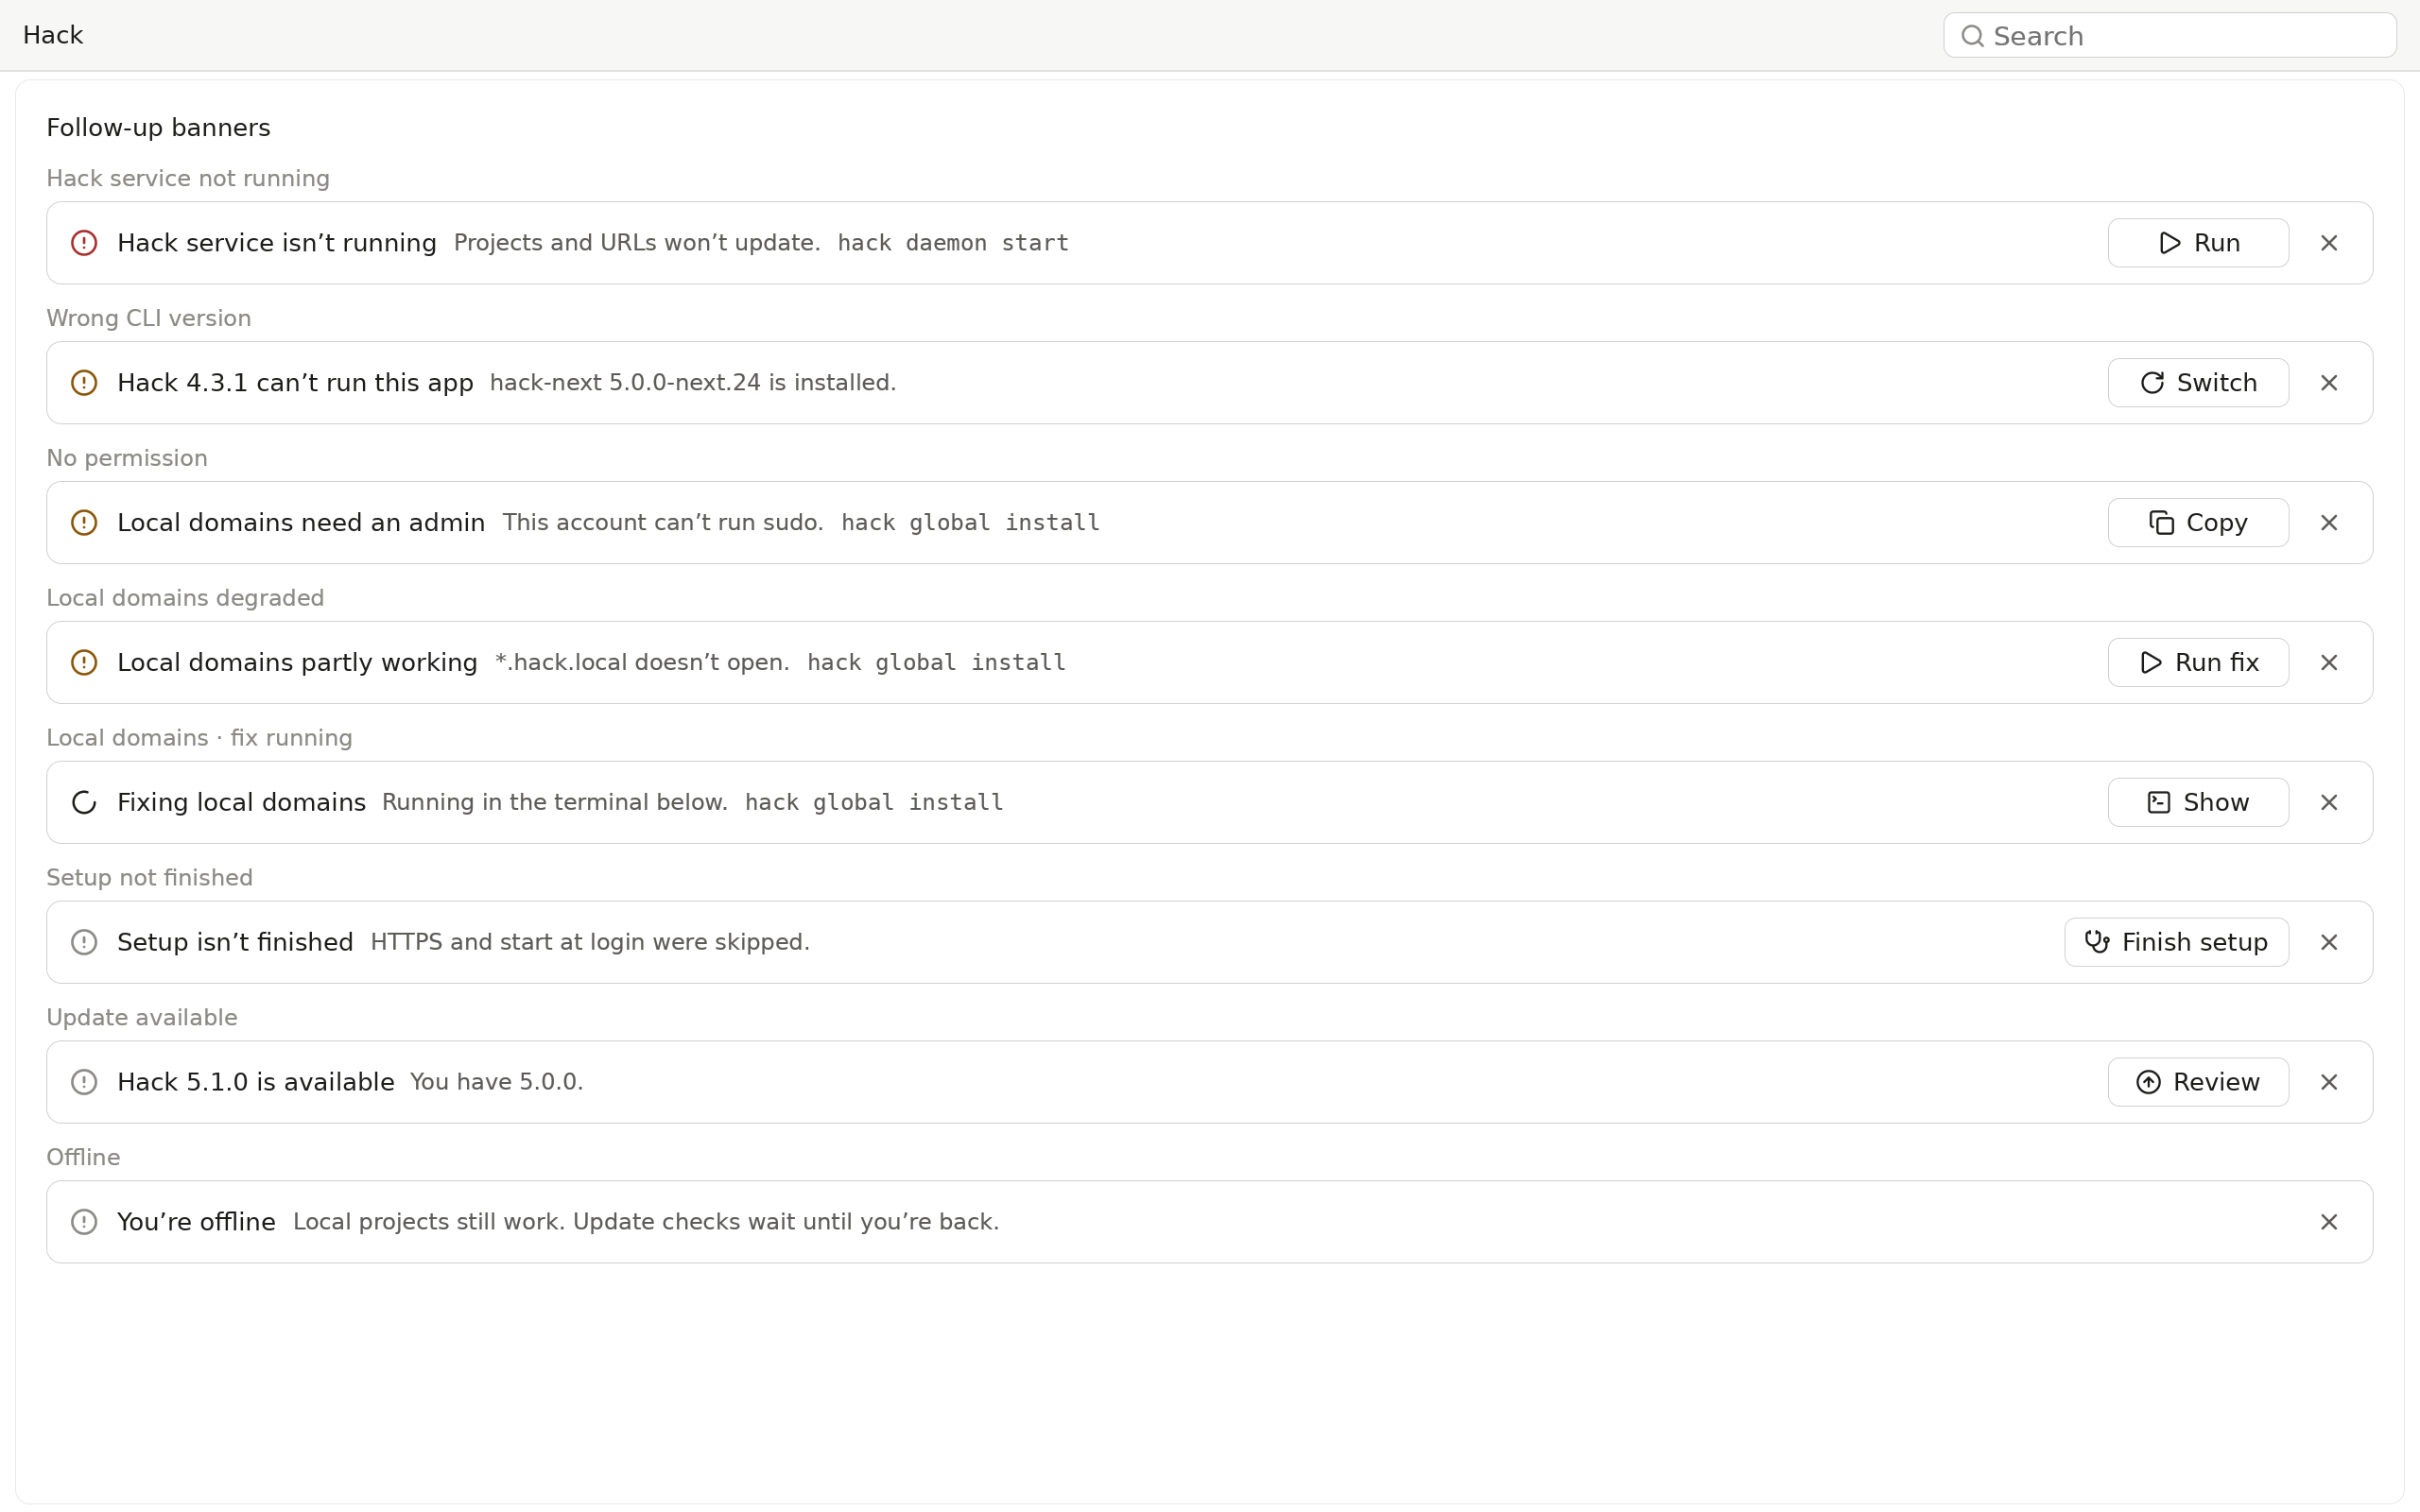 Hack
Search
Follow-up banners
Hack service not running
Hack service isn’t running Projects and URLs won’t update. hack daemon start Run
Wrong CLI version
Hack 4.3.1 can’t run this app hack-next 5.0.0-next.24 is installed. Switch
No permission
Local domains need an admin This account can’t run sudo. hack global install Copy
Local domains degraded
Local domains partly working *.hack.local doesn’t open. hack global install Run fix
Local domains · fix running
Fixing local domains Running in the terminal below. hack global install Show
Setup not finished
Setup isn’t finished HTTPS and start at login were skipped. Finish setup
Update available
Hack 5.1.0 is available You have 5.0.0. Review
Offline
You’re offline Local projects still work. Update checks wait until you’re back.